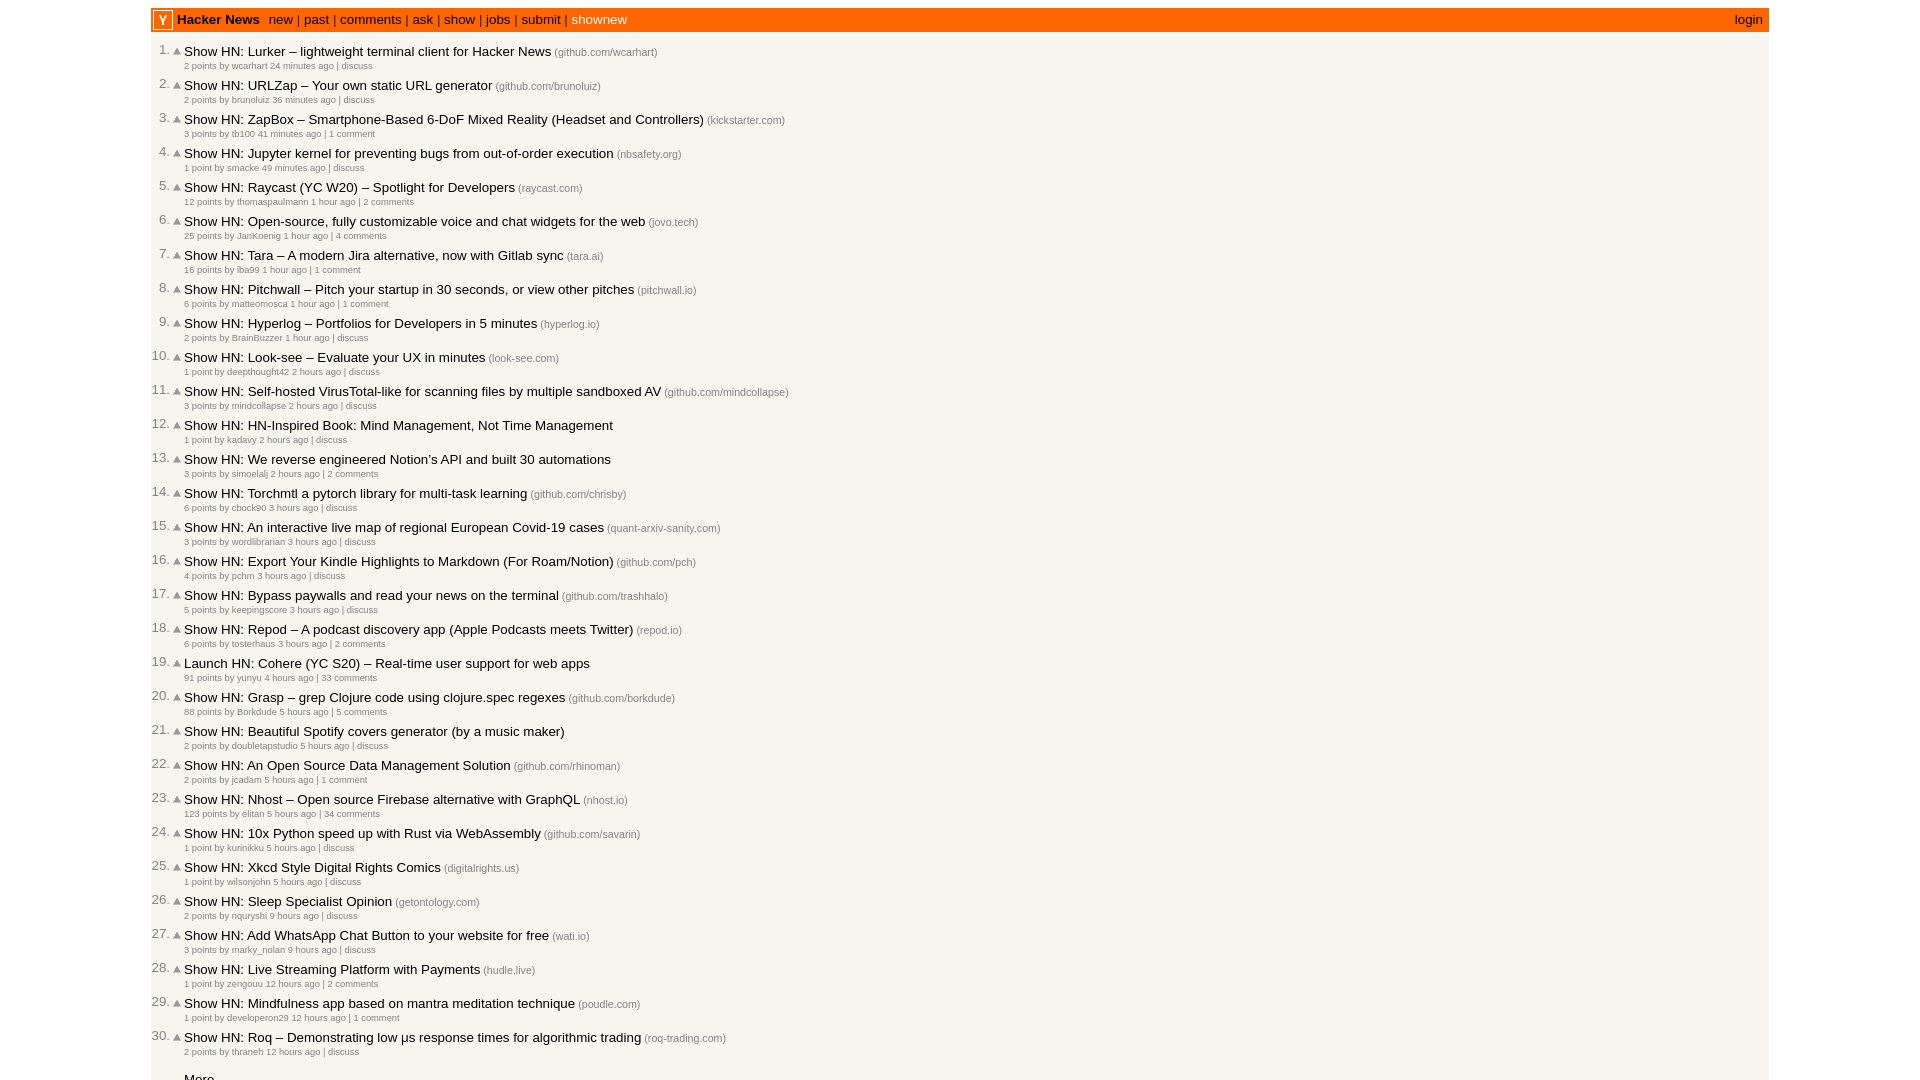 Y Hacker News new | past | comments | ask | show | jobs | submit | shownew login
1. Show HN: Lurker – lightweight terminal client for Hacker News (github.com/wcarhart)
2 points by wcarhart 24 minutes ago | discuss
2. Show HN: URLZap – Your own static URL generator (github.com/brunoluiz)
2 points by brunoluiz 36 minutes ago | discuss
3. Show HN: ZapBox – Smartphone-Based 6-DoF Mixed Reality (Headset and Controllers) (kickstarter.com)
3 points by tb100 41 minutes ago | 1 comment
4. Show HN: Jupyter kernel for preventing bugs from out-of-order execution (nbsafety.org)
1 point by smacke 49 minutes ago | discuss
5. Show HN: Raycast (YC W20) – Spotlight for Developers (raycast.com)
12 points by thomaspaulmann 1 hour ago | 2 comments
6. Show HN: Open-source, fully customizable voice and chat widgets for the web (jovo.tech)
25 points by JanKoenig 1 hour ago | 4 comments
7. Show HN: Tara – A modern Jira alternative, now with Gitlab sync (tara.ai)
16 points by iba99 1 hour ago | 1 comment
8. Show HN: Pitchwall – Pitch your startup in 30 seconds, or view other pitches (pitchwall.io)
6 points by matteomosca 1 hour ago | 1 comment
9. Show HN: Hyperlog – Portfolios for Developers in 5 minutes (hyperlog.io)
2 points by BrainBuzzer 1 hour ago | discuss
10. Show HN: Look-see – Evaluate your UX in minutes (look-see.com)
1 point by deepthought42 2 hours ago | discuss
11. Show HN: Self-hosted VirusTotal-like for scanning files by multiple sandboxed AV (github.com/mindcollapse)
3 points by mindcollapse 2 hours ago | discuss
12. Show HN: HN-Inspired Book: Mind Management, Not Time Management
1 point by kadavy 2 hours ago | discuss
13. Show HN: We reverse engineered Notion’s API and built 30 automations
3 points by simoelalj 2 hours ago | 2 comments
14. Show HN: Torchmtl a pytorch library for multi-task learning (github.com/chrisby)
6 points by cbock90 3 hours ago | discuss
15. Show HN: An interactive live map of regional European Covid-19 cases (quant-arxiv-sanity.com)
3 points by wordlibrarian 3 hours ago | discuss
16. Show HN: Export Your Kindle Highlights to Markdown (For Roam/Notion) (github.com/pch)
4 points by pchm 3 hours ago | discuss
17. Show HN: Bypass paywalls and read your news on the terminal (github.com/trashhalo)
5 points by keepingscore 3 hours ago | discuss
18. Show HN: Repod – A podcast discovery app (Apple Podcasts meets Twitter) (repod.io)
6 points by tosterhaus 3 hours ago | 2 comments
19. Launch HN: Cohere (YC S20) – Real-time user support for web apps
91 points by yunyu 4 hours ago | 33 comments
20. Show HN: Grasp – grep Clojure code using clojure.spec regexes (github.com/borkdude)
88 points by Borkdude 5 hours ago | 5 comments
21. Show HN: Beautiful Spotify covers generator (by a music maker)
2 points by doubletapstudio 5 hours ago | discuss
22. Show HN: An Open Source Data Management Solution (github.com/rhinoman)
2 points by jcadam 5 hours ago | 1 comment
23. Show HN: Nhost – Open source Firebase alternative with GraphQL (nhost.io)
123 points by elitan 5 hours ago | 34 comments
24. Show HN: 10x Python speed up with Rust via WebAssembly (github.com/savarin)
1 point by kurinikku 5 hours ago | discuss
25. Show HN: Xkcd Style Digital Rights Comics (digitalrights.us)
1 point by wilsonjohn 5 hours ago | discuss
26. Show HN: Sleep Specialist Opinion (getontology.com)
2 points by nquryshi 9 hours ago | discuss
27. Show HN: Add WhatsApp Chat Button to your website for free (wati.io)
3 points by marky_nolan 9 hours ago | discuss
28. Show HN: Live Streaming Platform with Payments (hudle.live)
1 point by zengouu 12 hours ago | 2 comments
29. Show HN: Mindfulness app based on mantra meditation technique (poudle.com)
1 point by developeron29 12 hours ago | 1 comment
30. Show HN: Roq – Demonstrating low μs response times for algorithmic trading (roq-trading.com)
2 points by thraneh 12 hours ago | discuss
More